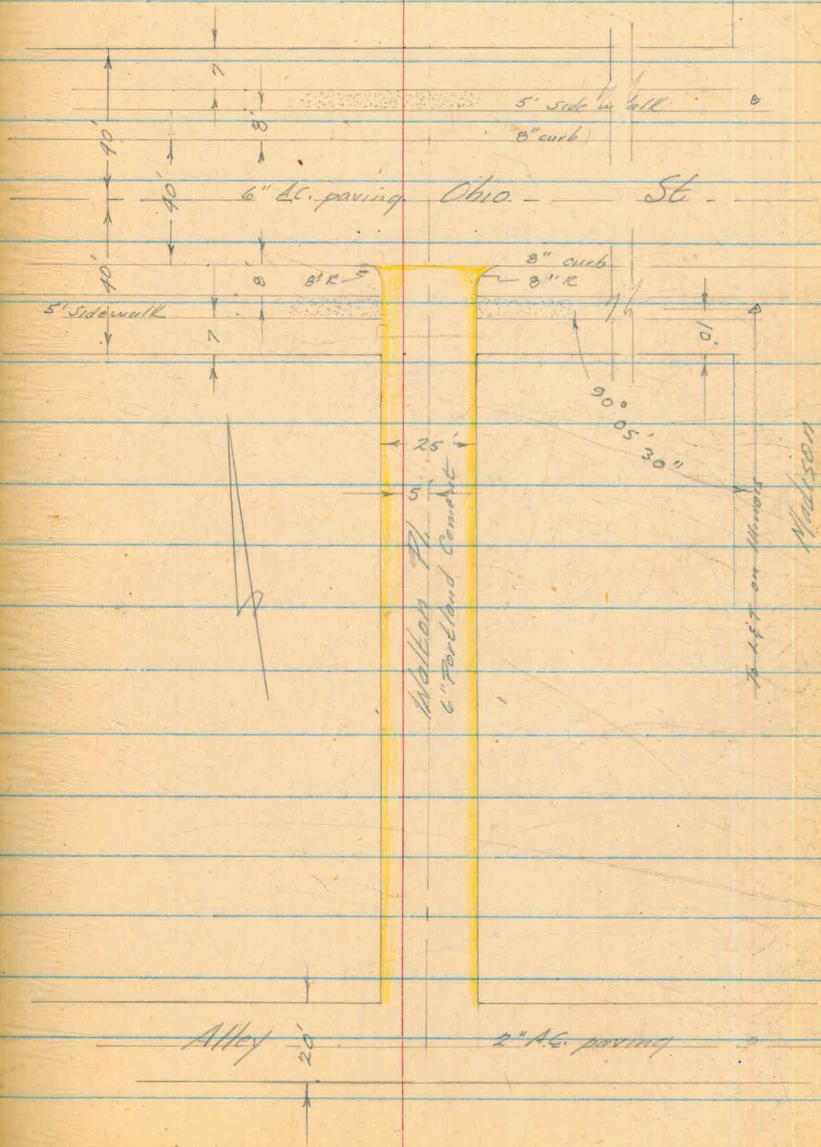 7
5' side walk
8'
8" curb
40'
40'
6" A.C. paving Ohio St
8" curb
8' R
8" R
40'
8'
5' Sidewalk
7
10'
90° 05' 30"
25'
5'
Walton Pl.
6" Portland Cement
Madison
on Illinois
Alley
20'
2" A.C. paving